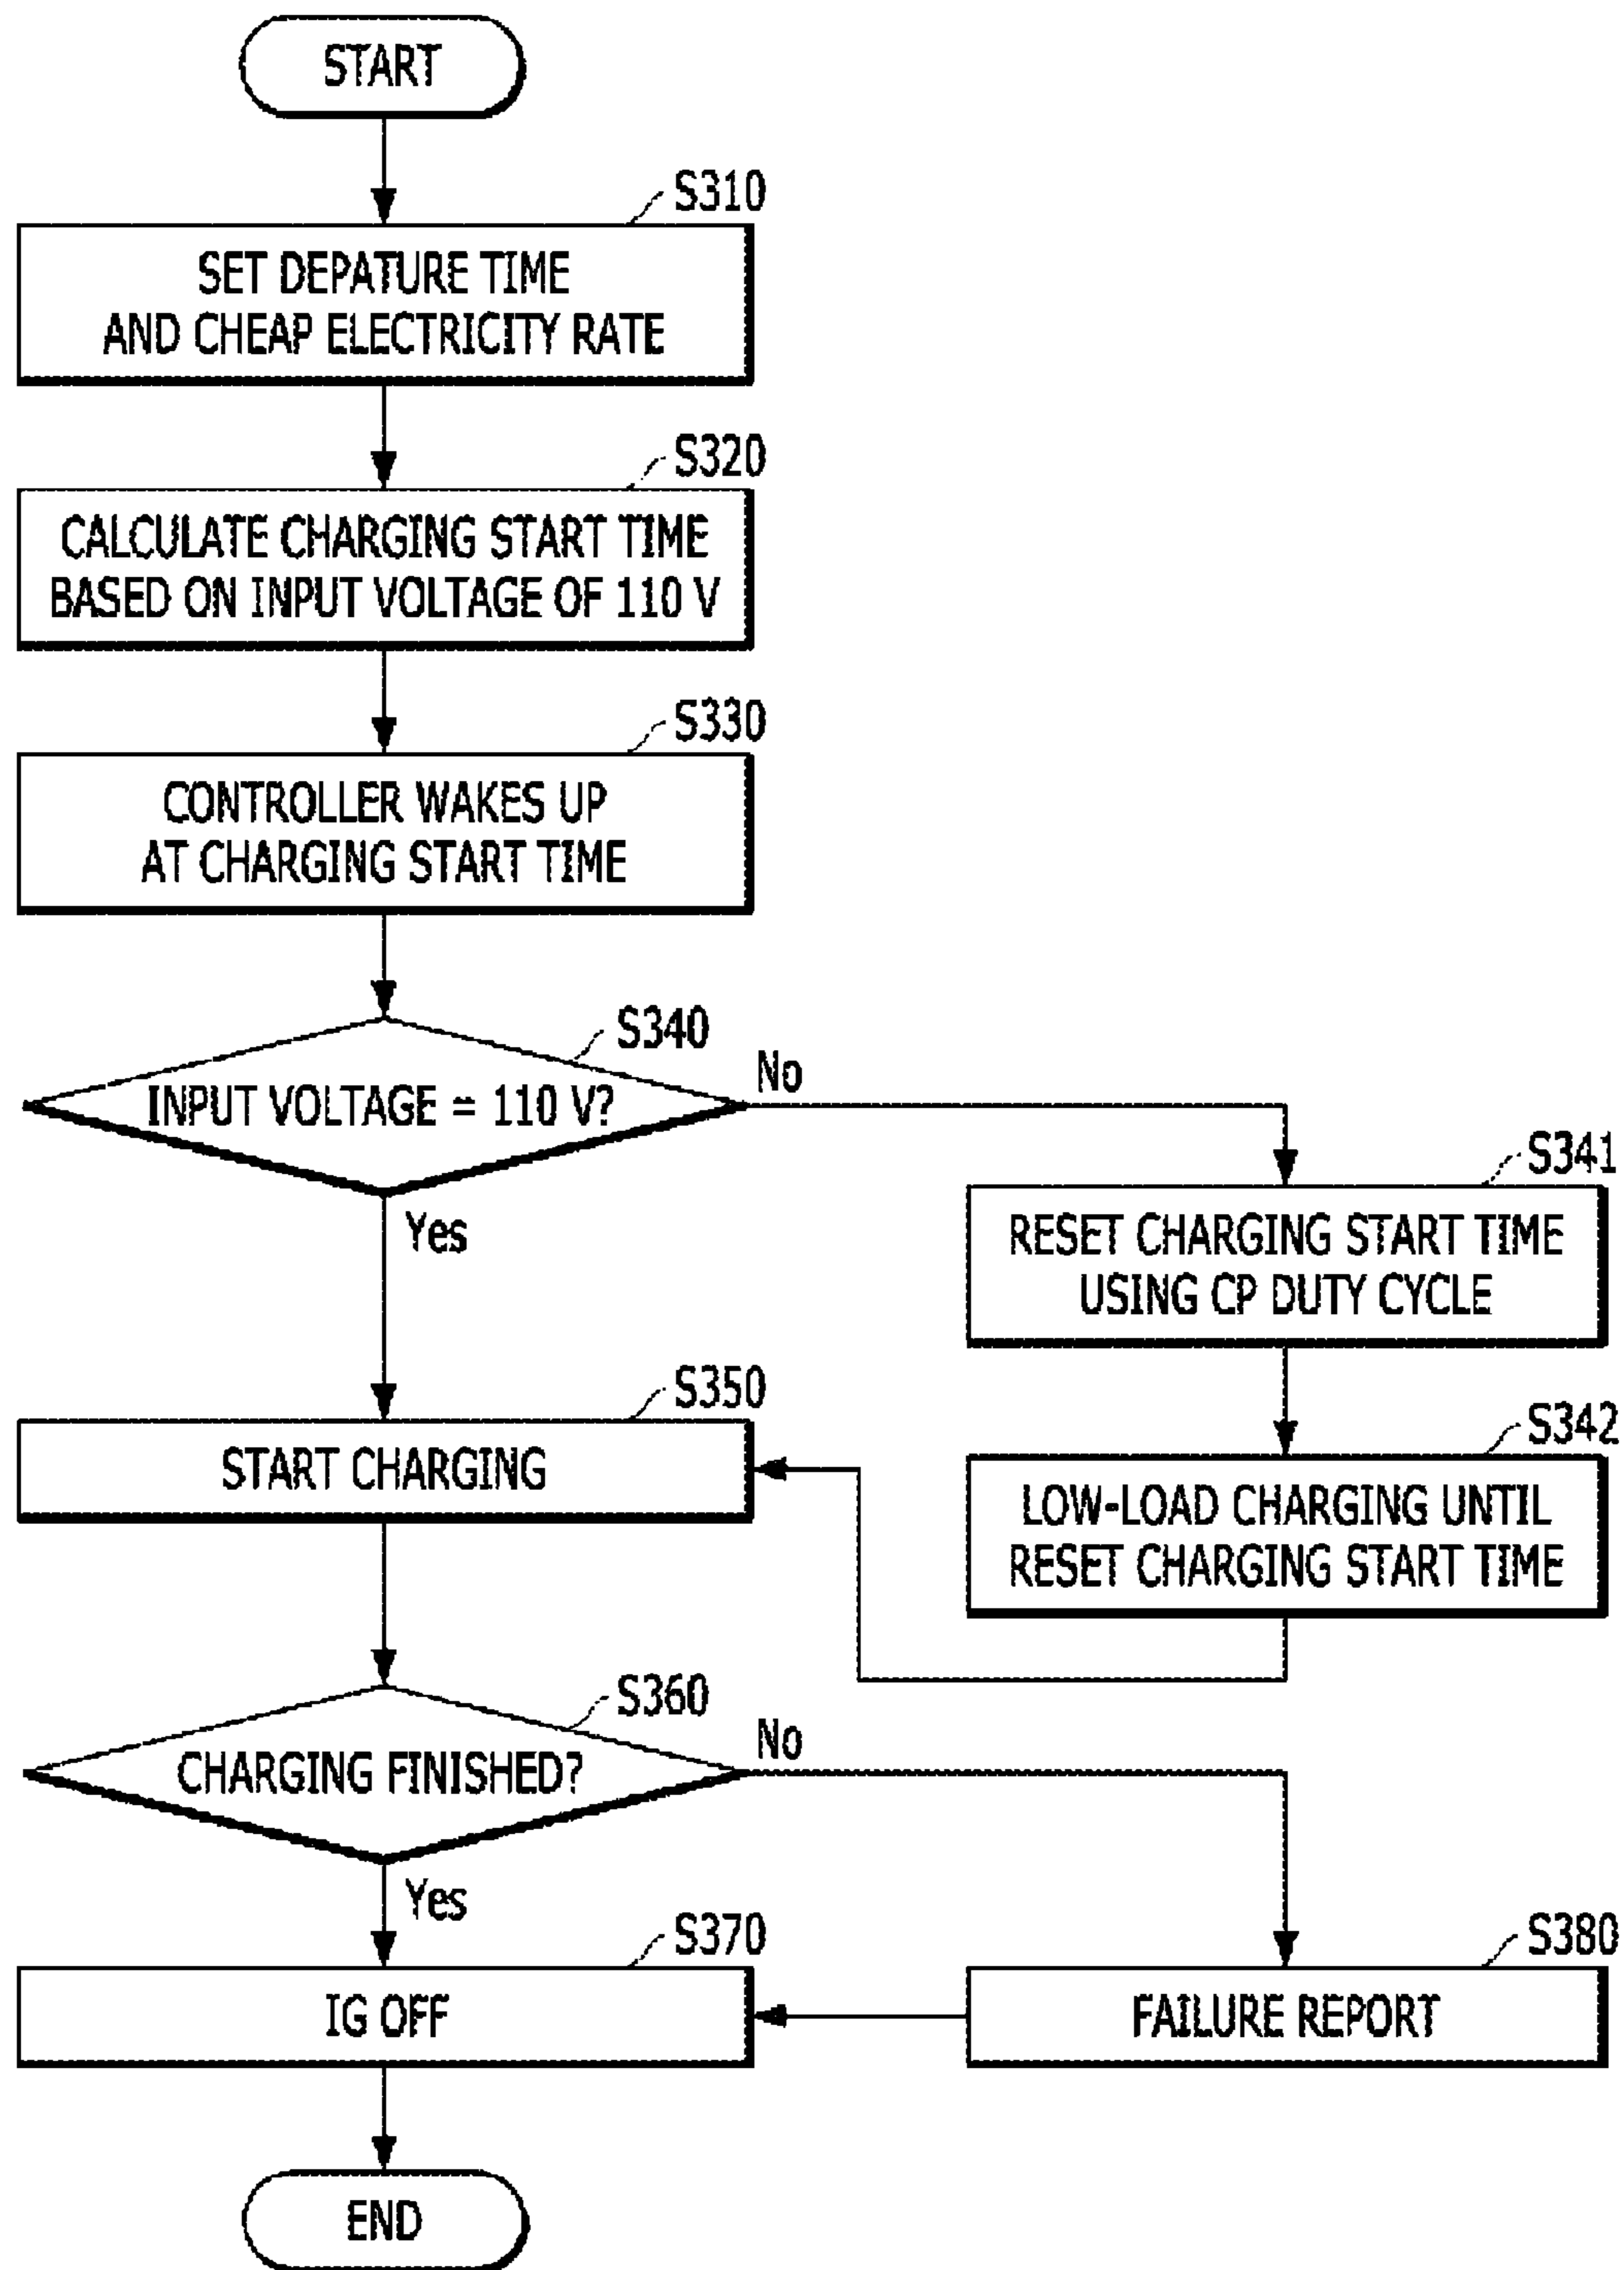 START
S310
SET DEPATURE TIME
AND CHEAP ELECTRICITY RATE
S320
CALCULATE CHARGING START TIME
BASED ON INPUT VOLTAGE OF 110 V
S330
CONTROLLER WAKES UP
AT CHARGING START TIME
S340
INPUT VOLTAGE = 110 V?
No
Yes
S341
RESET CHARGING START TIME
USING CP DUTY CYCLE
S342
LOW-LOAD CHARGING UNTIL
RESET CHARGING START TIME
S350
START CHARGING
S360
CHARGING FINISHED?
No
Yes
S370
IG OFF
S380
FAILURE REPORT
END